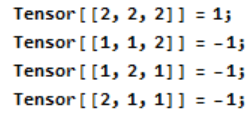 Tensor[[2, 2, 2]] = 1;
Tensor[[1, 1, 2]] = -1;
Tensor[[1, 2, 1]] = -1;
Tensor[[2, 1, 1]] = -1;